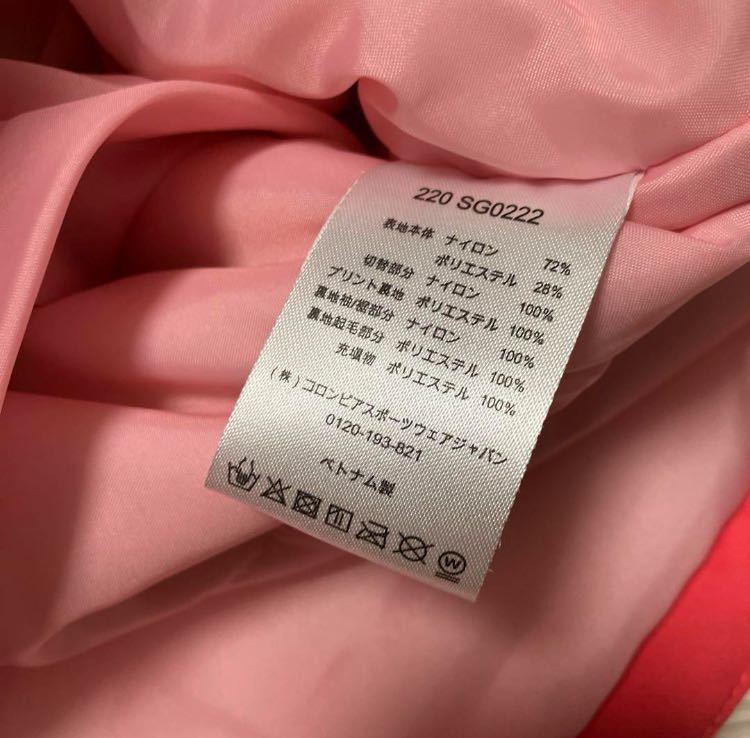 220 SG0222
表地本体 ナイロン 72%
ポリエステル 28%
切替部分 ナイロン 100%
プリント裏地 ポリエステル 100%
裏地袖/裾部分 ナイロン 100%
裏地起毛部分 ポリエステル 100%
充填物 ポリエステル 100%
(株)コロンビアスポーツウェアジャパン
0120-193-821
ベトナム製
W